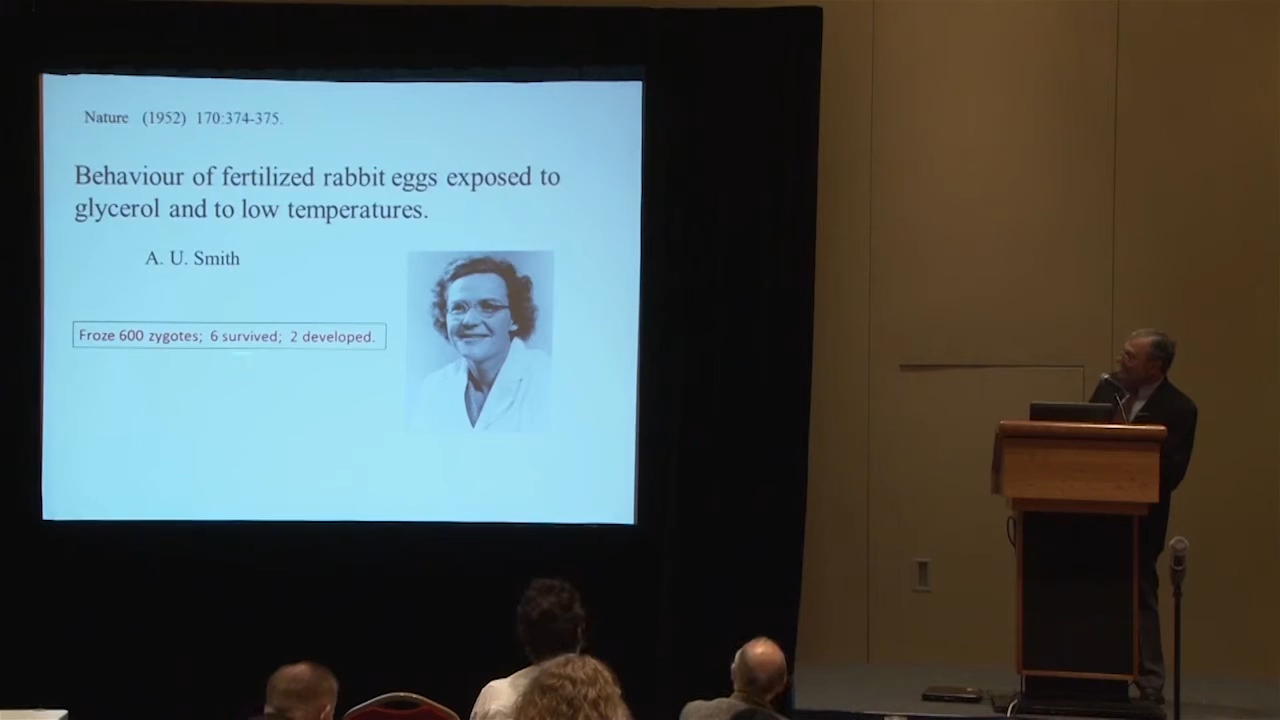 Nature (1952) 170:374-375.
Behaviour of fertilized rabbit eggs exposed to
glycerol and to low temperatures.
A. U. Smith
Froze 600 zygotes; 6 survived; 2 developed.